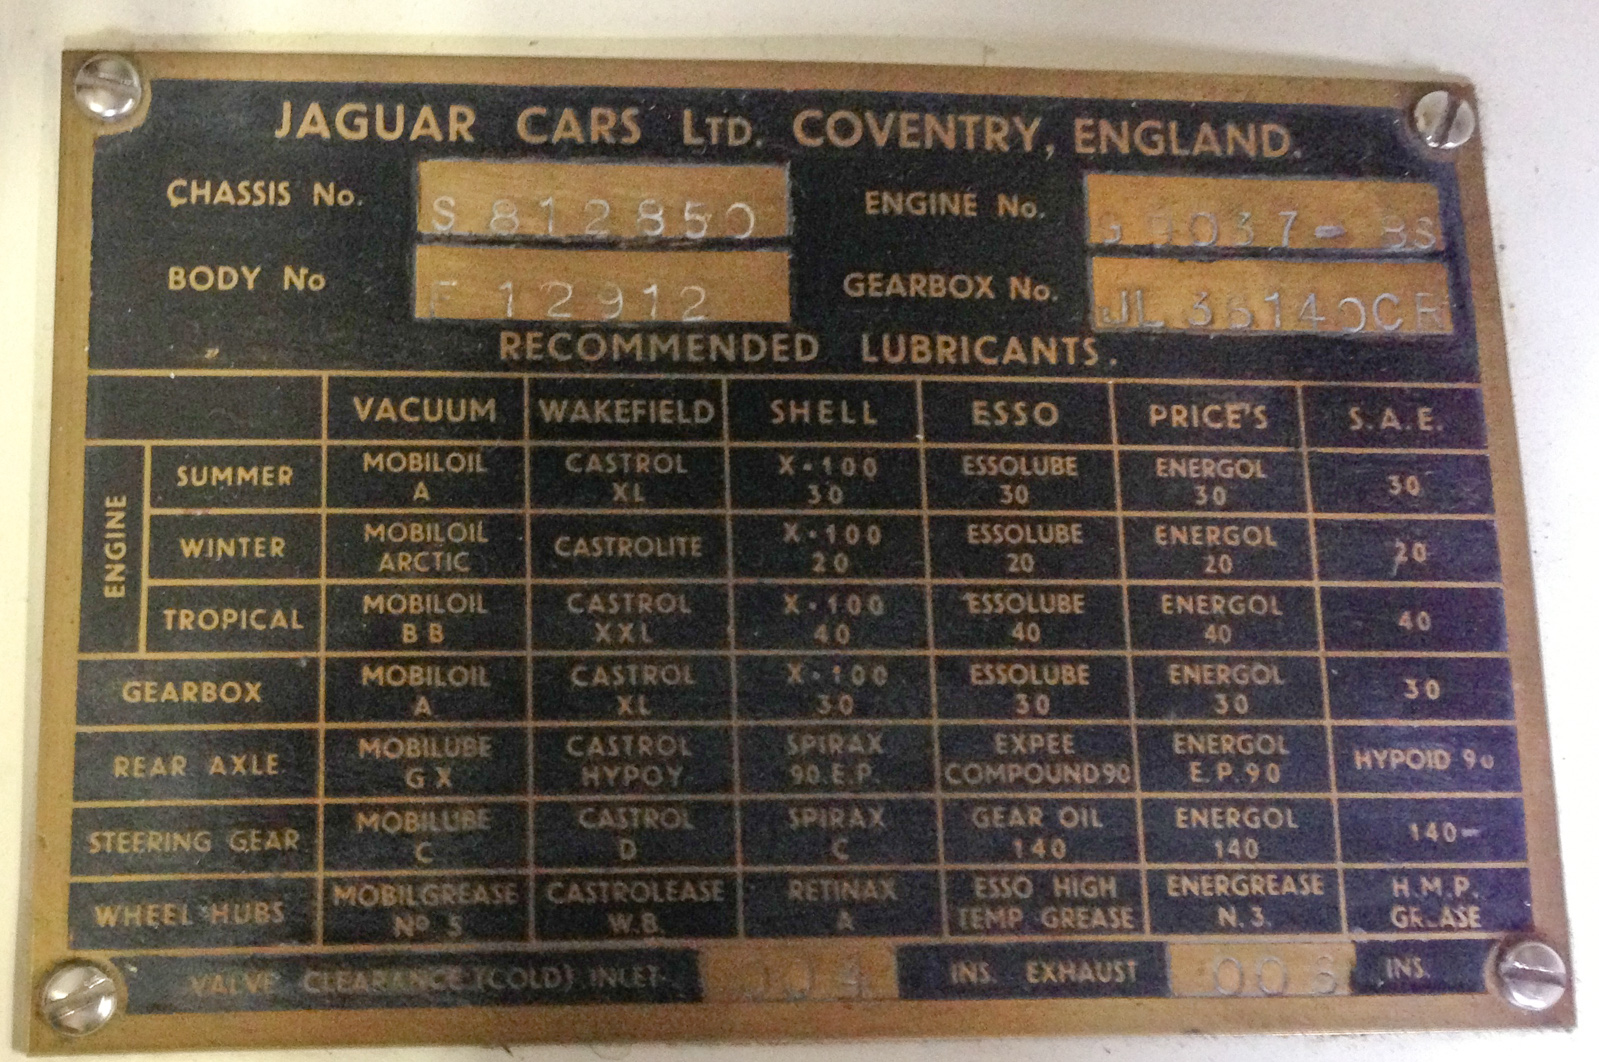 JAGUAR CARS LTD. COVENTRY, ENGLAND.
CHASSIS No. S.812850 ENGINE No. 9037-8S
BODY No F 12912 GEARBOX No.
RECOMMENDED LUBRICANTS.
VACUUM WAKEFIELD SHELL ESSO PRICE'S S.A.E.
ENGINE
SUMMER MOBILOIL A CASTROL XL X-100 30 ESSOLUBE 30 ENERGOL 30 30
WINTER MOBILOIL ARCTIC CASTROLITE X-100 20 ESSOLUBE 20 ENERGOL 20 20
TROPICAL MOBILOIL BB CASTROL XXL X-100 40 ESSOLUBE 40 ENERGOL 40 40
GEARBOX MOBILOIL A CASTROL XL X-100 30 ESSOLUBE 30 ENERGOL 30 30
REAR AXLE MOBILUBE GX CASTROL HYPOY SPIRAX 90.E.P. EXPEE COMPOUND 90 ENERGOL E.P.90 HYPOID 90
STEERING GEAR MOBILUBE C CASTROL D SPIRAX C GEAR OIL 140 ENERGOL 140 140
WHEEL HUBS MOBILGREASE No 5 CASTROLEASE W.B. RETINAX A ESSO HIGH TEMP GREASE ENERGREASE N.3. H.M.P. GREASE
VALVE CLEARANCE (COLD) INLET .004 INS. EXHAUST .006 INS.